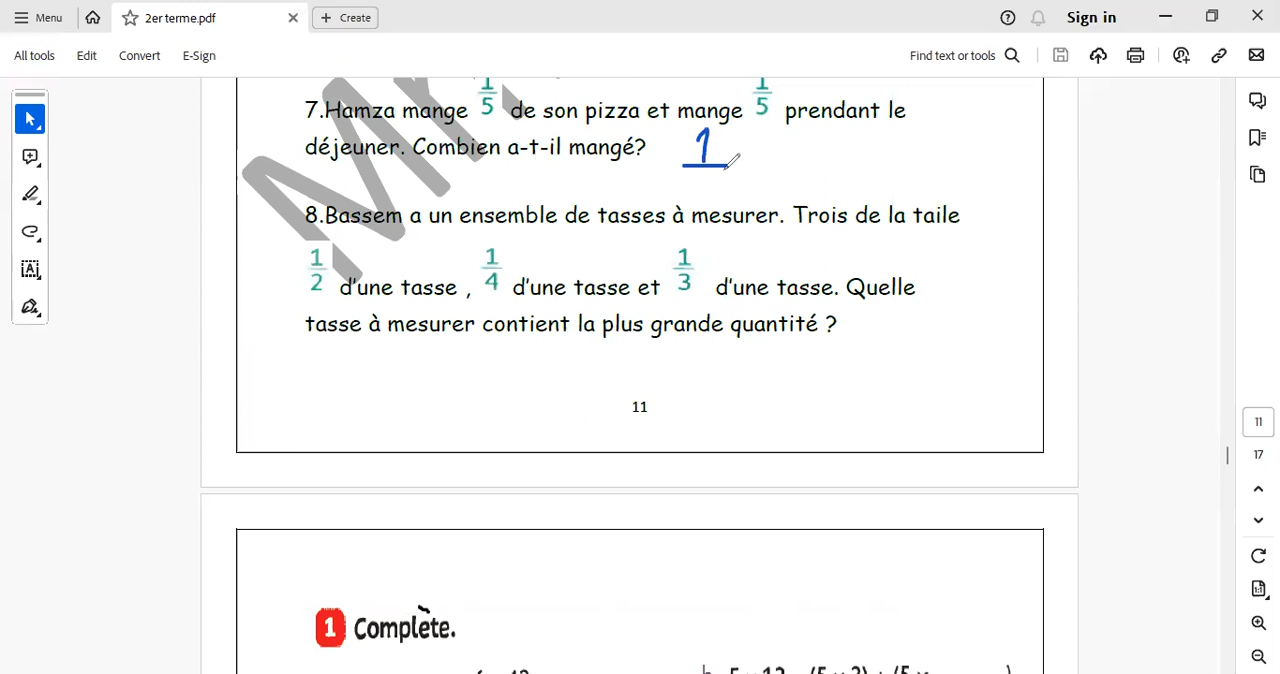 Menu
2er terme.pdf
Create
Sign in
All tools
Edit
Convert
E-Sign
Find text or tools
7.Hamza mange 1/5 de son pizza et mange 1/5 prendant le
déjeuner. Combien a-t-il mangé? 1
8.Bassem a un ensemble de tasses à mesurer. Trois de la taile
1/2 d'une tasse , 1/4 d'une tasse et 1/3 d'une tasse. Quelle
tasse à mesurer contient la plus grande quantité ?
11
11
17
1 Complète.